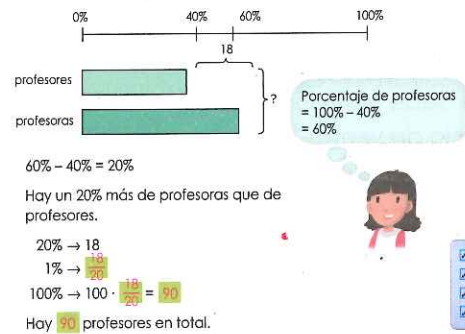 0% 40% 60% 100%
18
profesores
profesoras
?
Porcentaje de profesoras
= 100% – 40%
= 60%
60% – 40% = 20%
Hay un 20% más de profesoras que de
profesores.
20% → 18
1% → 18/20
100% → 100 · 18/20 = 90
Hay 90 profesores en total.